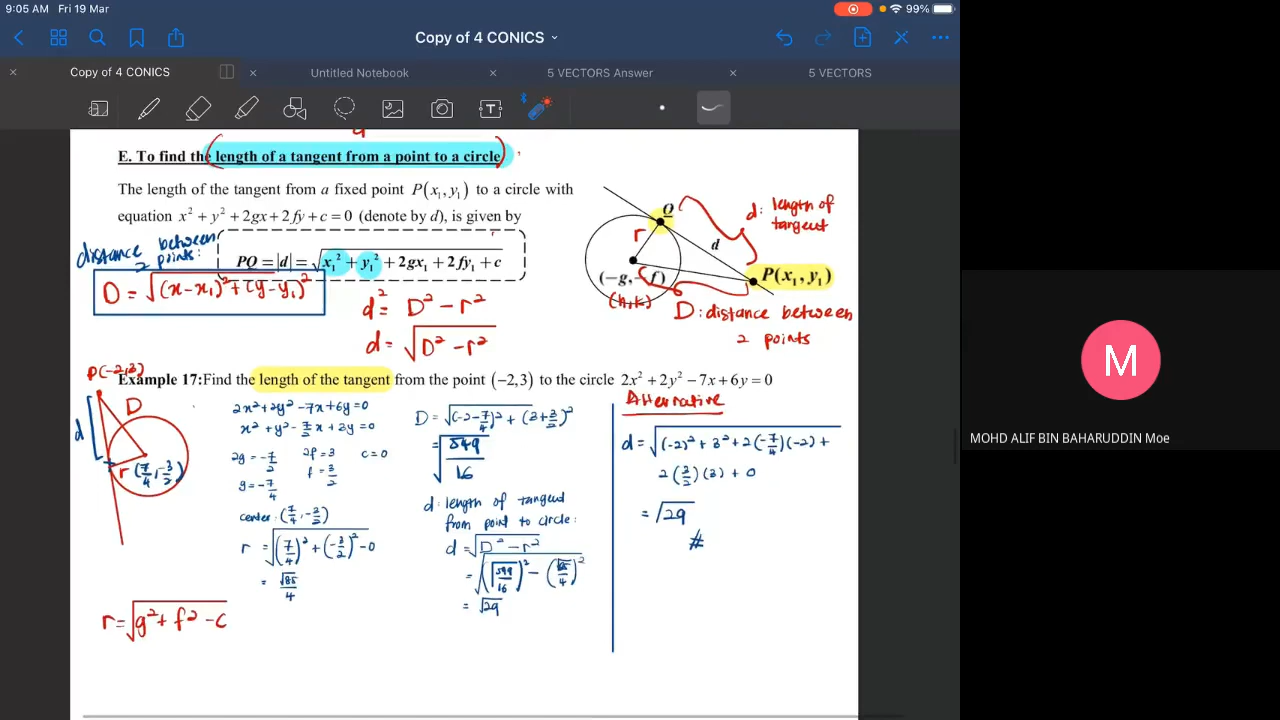 9:05 AM Fri 19 Mar
99%
Copy of 4 CONICS
Copy of 4 CONICS
Untitled Notebook
5 VECTORS Answer
5 VECTORS
E. To find the (length of a tangent from a point to a circle)
The length of the tangent from a fixed point P(x₁, y₁) to a circle with
equation x² + y² + 2gx + 2fy + c = 0 (denote by d), is given by
distance between
2 points:
PQ = |d| = √(x₁² + y₁² + 2gx₁ + 2fy₁ + c)
D = √((x-x₁)² + (y-y₁)²)
d² = D² - r²
d = √(D² - r²)
Q
r
d
d: length of
tangent
(-g, -f)
(h,k)
P(x₁, y₁)
D: distance between
2 points
Example 17: Find the length of the tangent from the point (−2,3) to the circle 2x² + 2y² − 7x + 6y = 0
P(-2,3)
D
d
r
(7/4, -3/2)
r = √(g² + f² - c)
2x²+2y²-7x+6y=0
x²+y²-7/2 x+3y=0
2g = -7/2 2f = 3 c = 0
g = -7/4 f = 3/2
center: (7/4, -3/2)
r = √((7/4)² + (-3/2)² - 0)
= √85/4
D = √((-2-7/4)² + (3+3/2)²)
= √(549/16)
d: length of tangent
from point to circle:
d = √(D² - r²)
= √((√(549/16))² - (√85/4)²)
= √29
Alternative
d = √((-2)² + 3² + 2(-7/4)(-2) +
2(3/2)(3) + 0
= √29
#
M
MOHD ALIF BIN BAHARUDDIN Moe